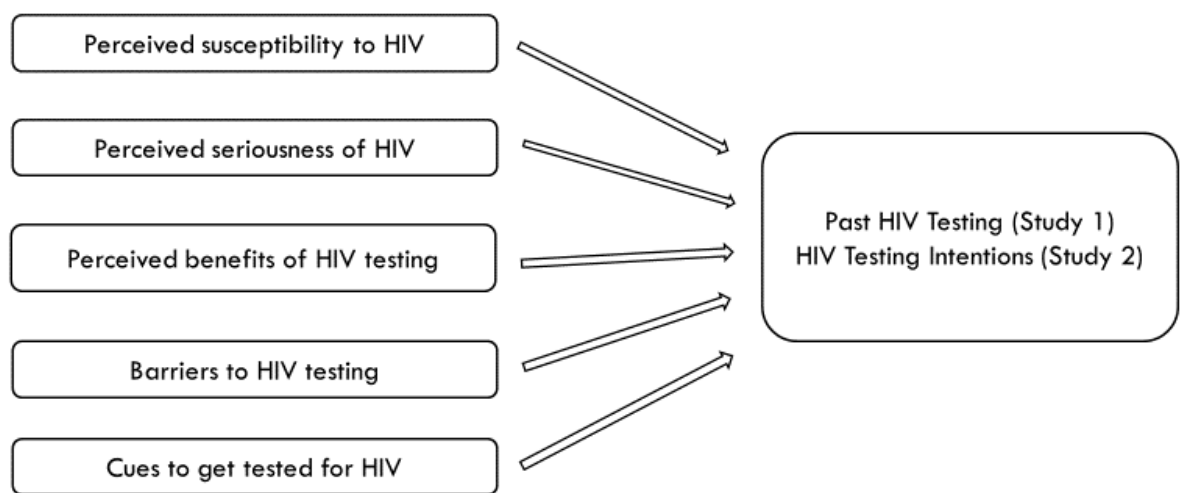 Perceived susceptibility to HIV
Perceived seriousness of HIV
Perceived benefits of HIV testing
Barriers to HIV testing
Cues to get tested for HIV
Past HIV Testing (Study 1)
HIV Testing Intentions (Study 2)